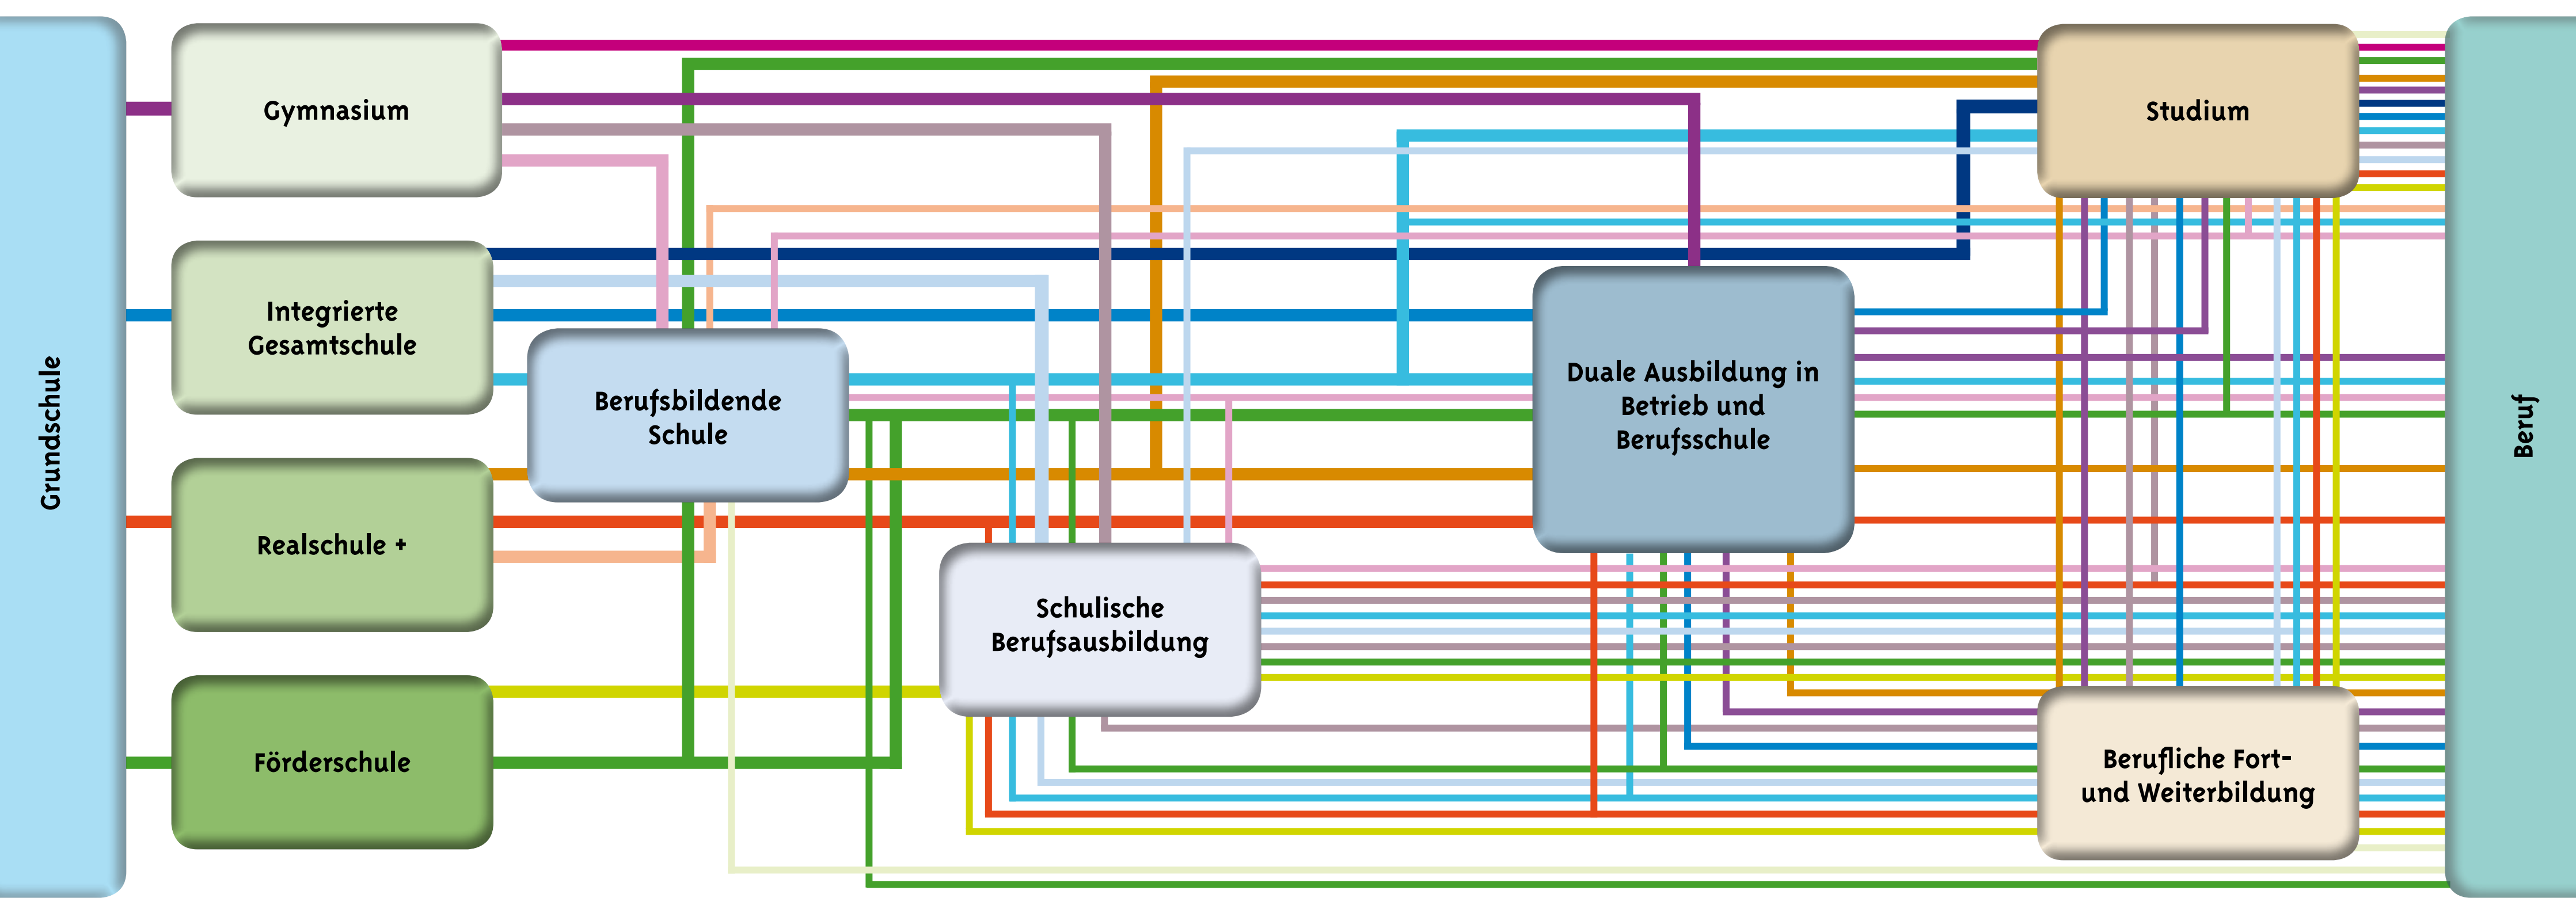 Grundschule
Gymnasium
Integrierte
Gesamtschule
Realschule +
Förderschule
Berufsbildende
Schule
Schulische
Berufsausbildung
Duale Ausbildung in
Betrieb und
Berufsschule
Studium
Berufliche Fort-
und Weiterbildung
Beruf